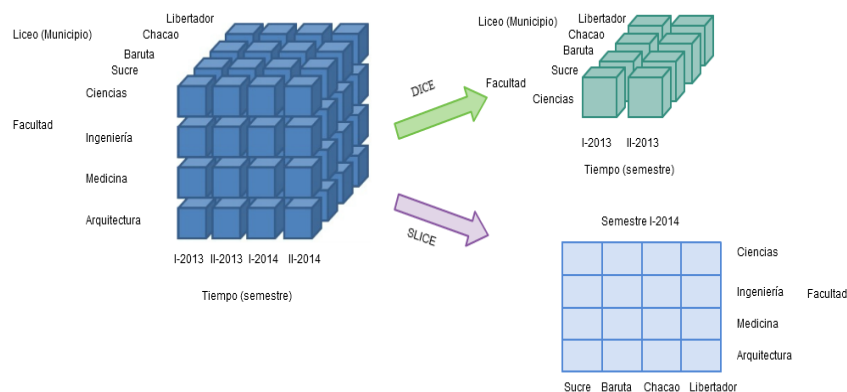 Liceo (Municipio)
Libertador
Chacao
Baruta
Sucre
Ciencias
Facultad
Ingeniería
Medicina
Arquitectura
I-2013 II-2013 I-2014 II-2014
Tiempo (semestre)
DICE
SLICE
Liceo (Municipio)
Libertador
Chacao
Baruta
Sucre
Facultad
Ciencias
I-2013 II-2013
Tiempo (semestre)
Semestre I-2014
Ciencias
Ingeniería Facultad
Medicina
Arquitectura
Sucre Baruta Chacao Libertador